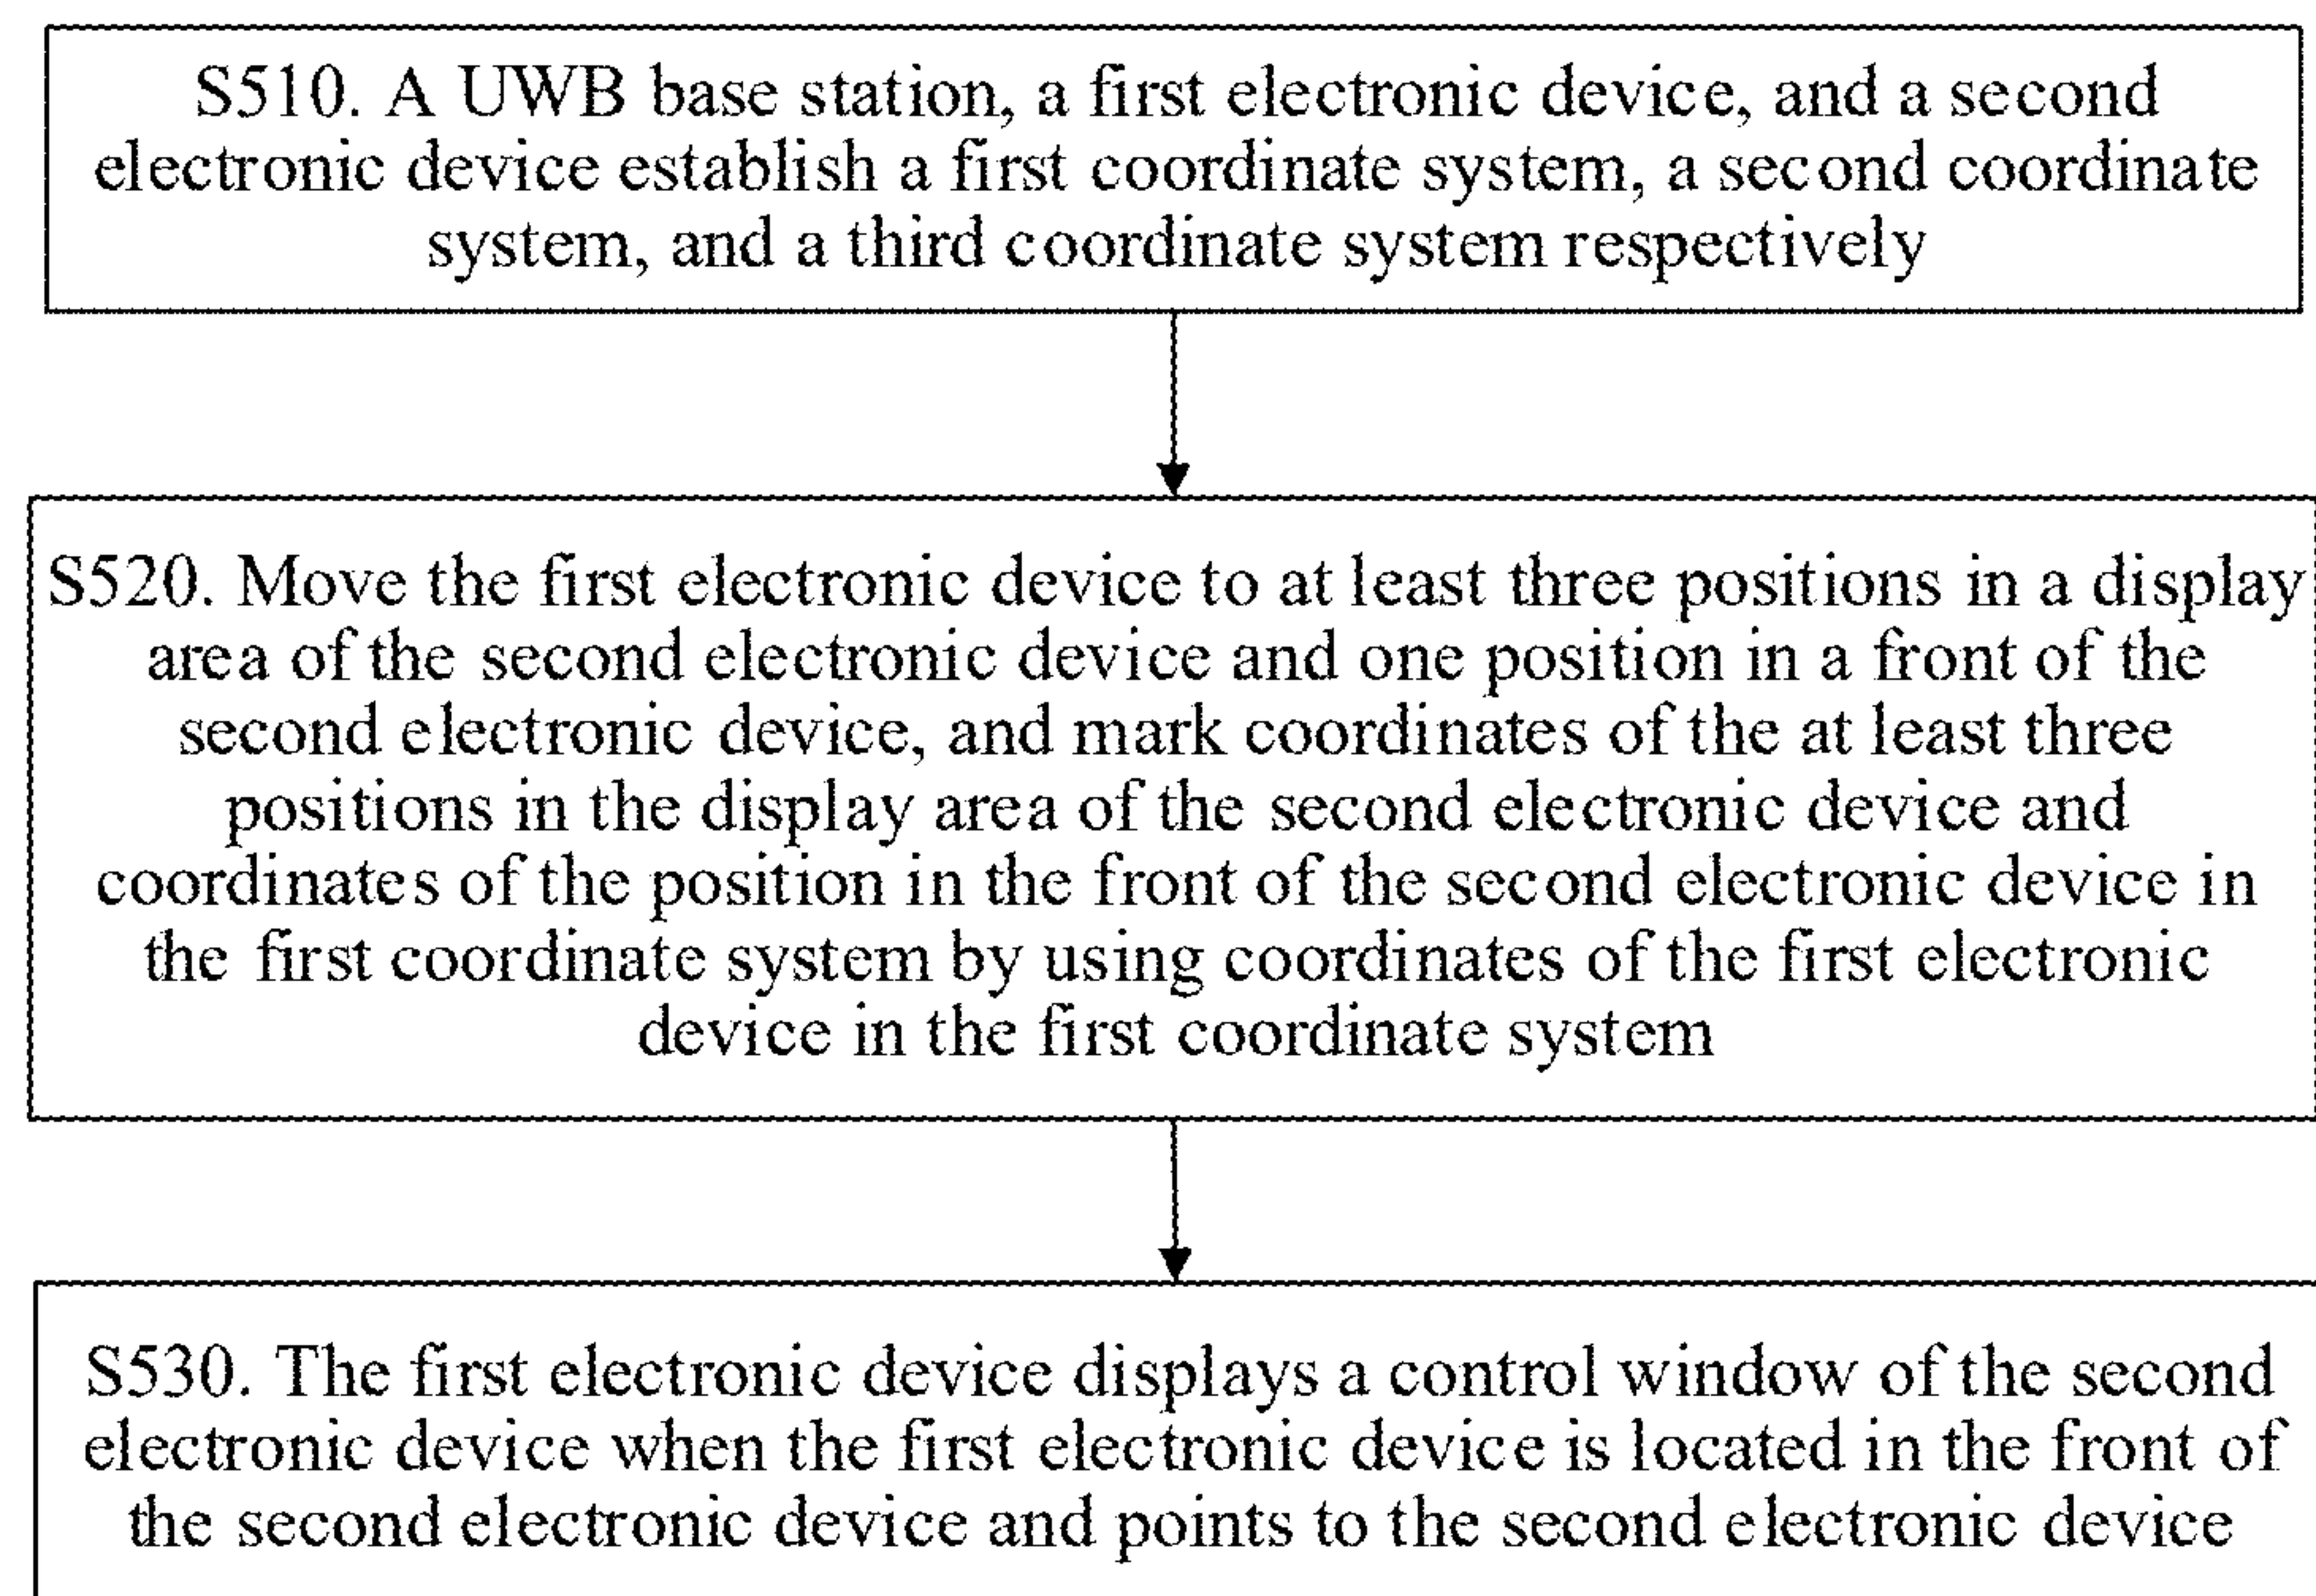 S510. A UWB base station, a first electronic device, and a second
electronic device establish a first coordinate system, a second coordinate
system, and a third coordinate system respectively
S520. Move the first electronic device to at least three positions in a display
area of the second electronic device and one position in a front of the
second electronic device, and mark coordinates of the at least three
positions in the display area of the second electronic device and
coordinates of the position in the front of the second electronic device in
the first coordinate system by using coordinates of the first electronic
device in the first coordinate system
S530. The first electronic device displays a control window of the second
electronic device when the first electronic device is located in the front of
the second electronic device and points to the second electronic device